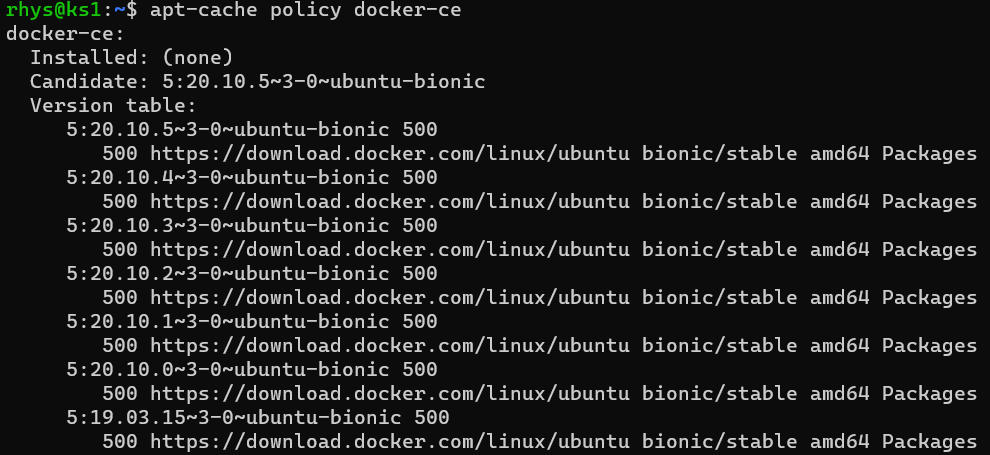 rhys@ks1:~$ apt-cache policy docker-ce
docker-ce:
  Installed: (none)
  Candidate: 5:20.10.5~3-0~ubuntu-bionic
  Version table:
     5:20.10.5~3-0~ubuntu-bionic 500
        500 https://download.docker.com/linux/ubuntu bionic/stable amd64 Packages
     5:20.10.4~3-0~ubuntu-bionic 500
        500 https://download.docker.com/linux/ubuntu bionic/stable amd64 Packages
     5:20.10.3~3-0~ubuntu-bionic 500
        500 https://download.docker.com/linux/ubuntu bionic/stable amd64 Packages
     5:20.10.2~3-0~ubuntu-bionic 500
        500 https://download.docker.com/linux/ubuntu bionic/stable amd64 Packages
     5:20.10.1~3-0~ubuntu-bionic 500
        500 https://download.docker.com/linux/ubuntu bionic/stable amd64 Packages
     5:20.10.0~3-0~ubuntu-bionic 500
        500 https://download.docker.com/linux/ubuntu bionic/stable amd64 Packages
     5:19.03.15~3-0~ubuntu-bionic 500
        500 https://download.docker.com/linux/ubuntu bionic/stable amd64 Packages